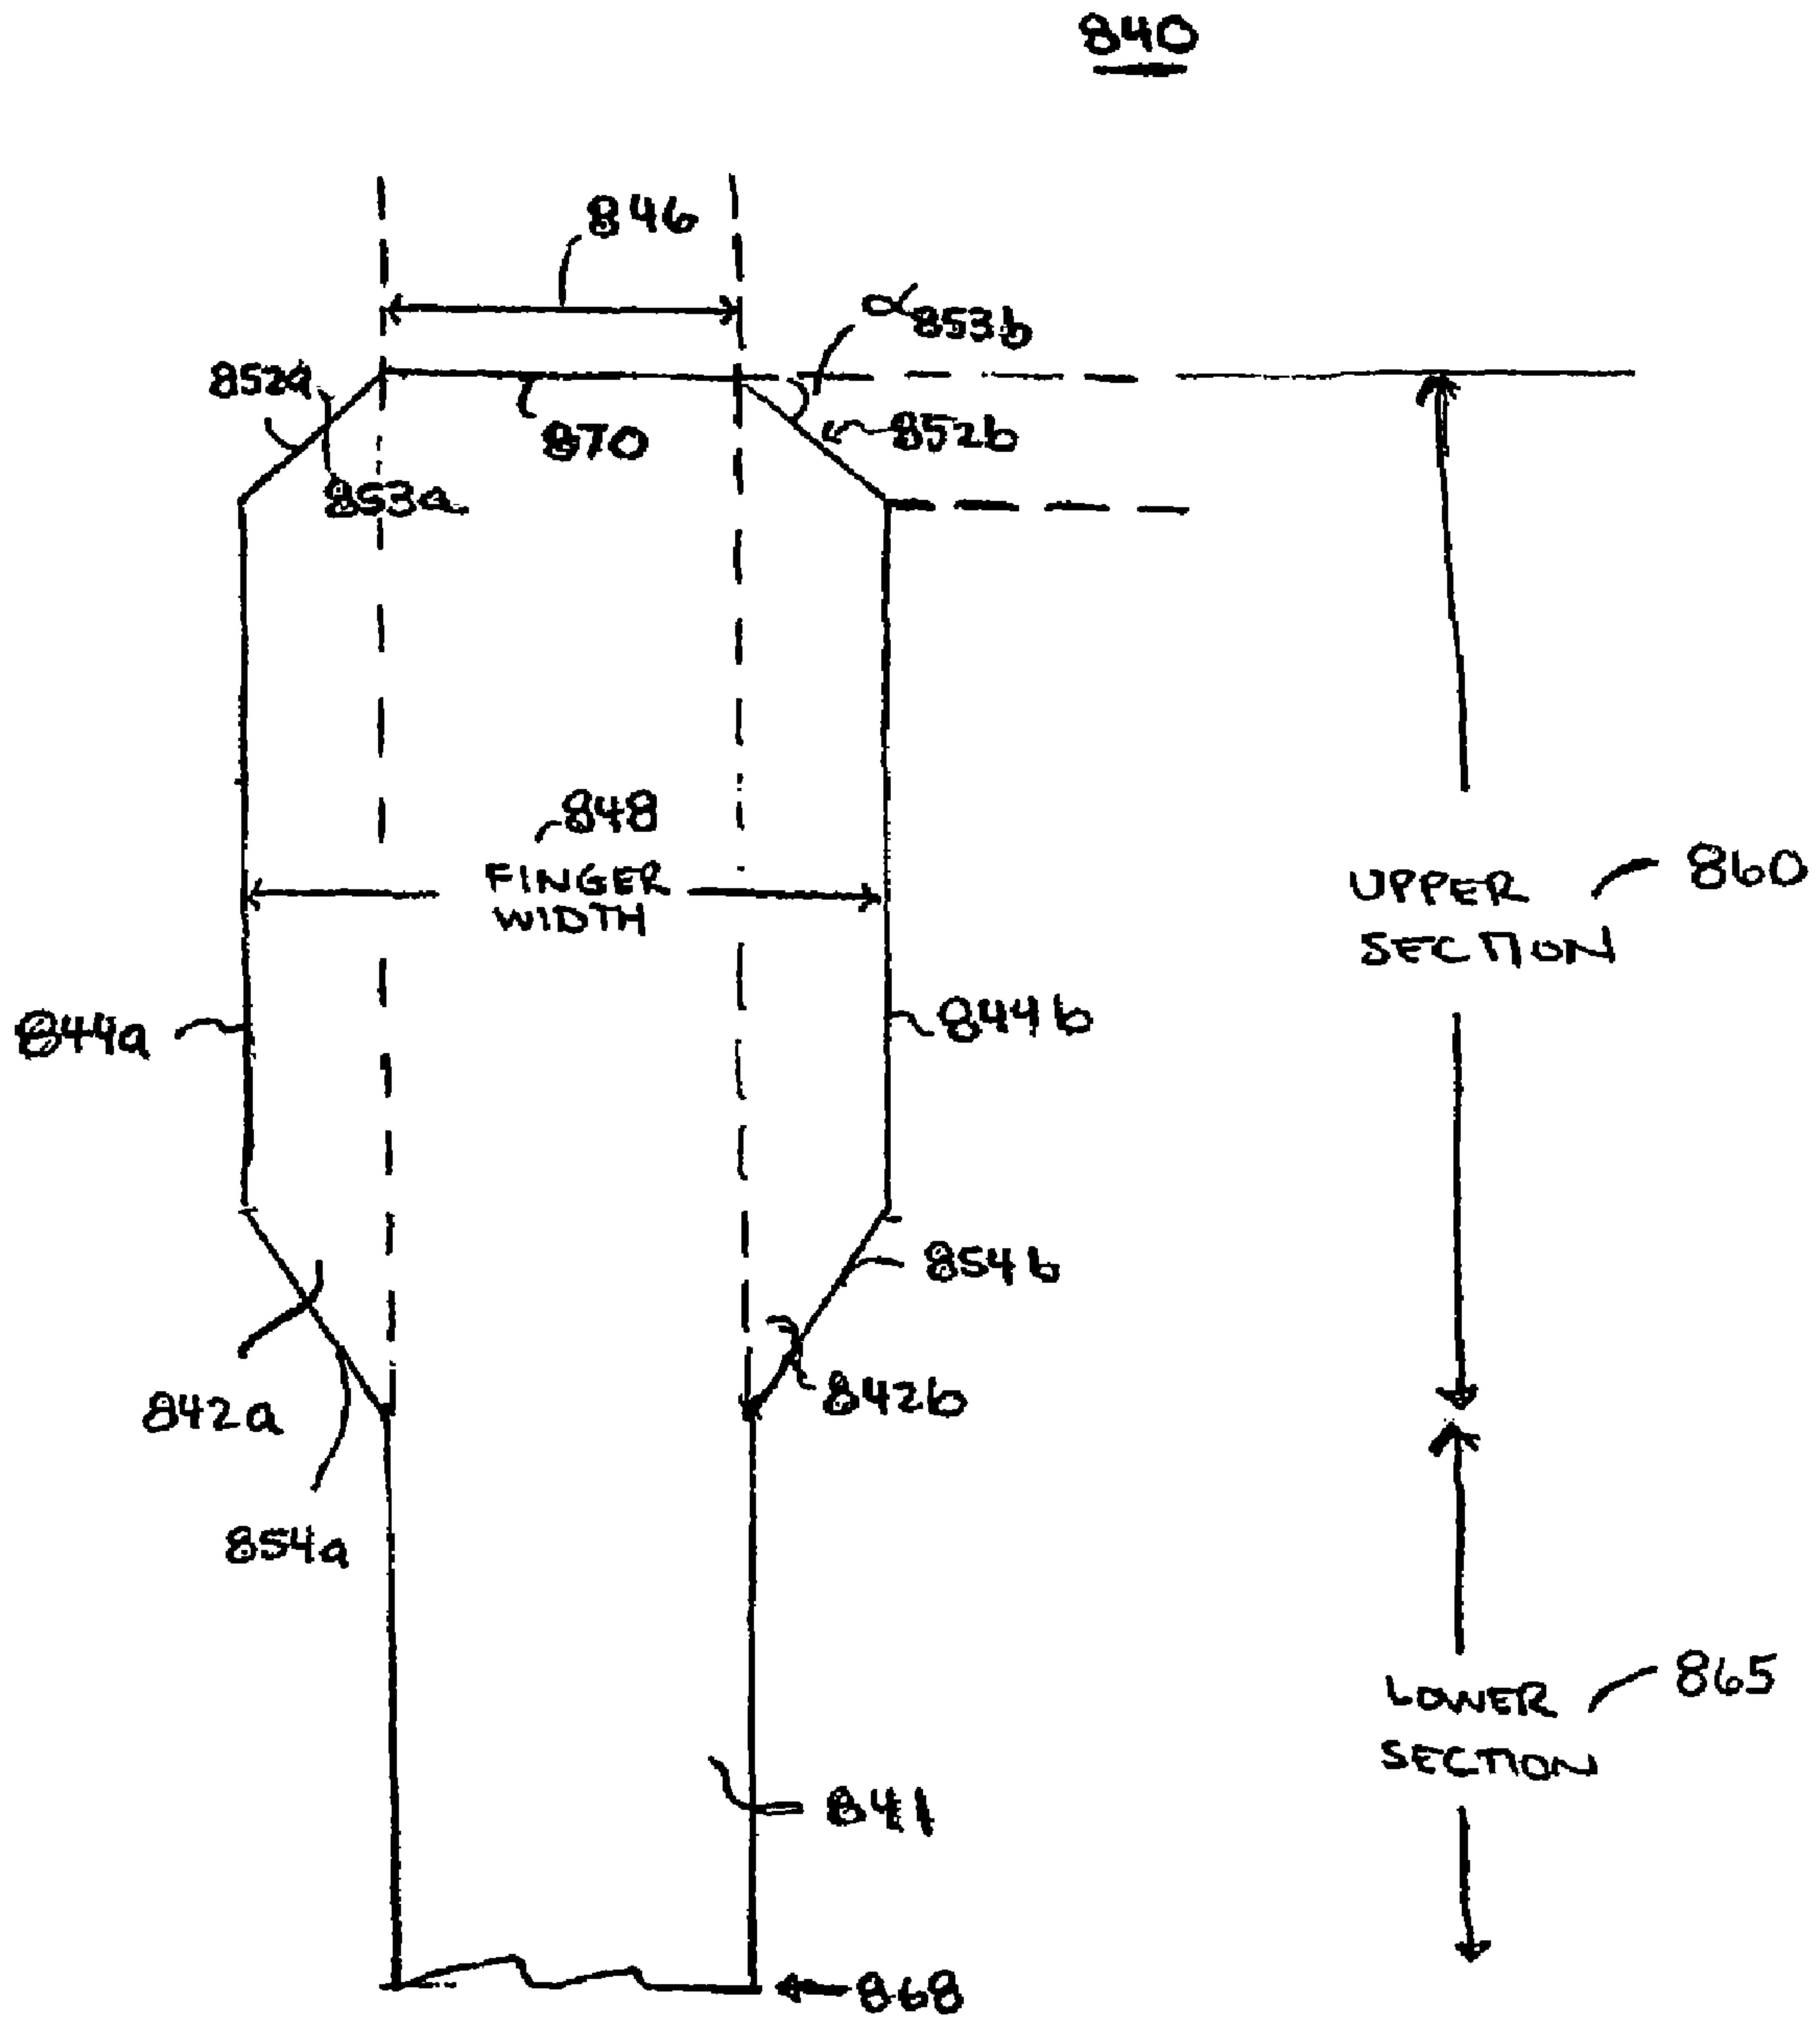 840
846
α853b
852a
870
852b
853a
848
FINGER
WIDTH
UPPER
SECTION
860
844a
844b
854b
842a
842b
854a
LOWER
SECTION
865
841
868